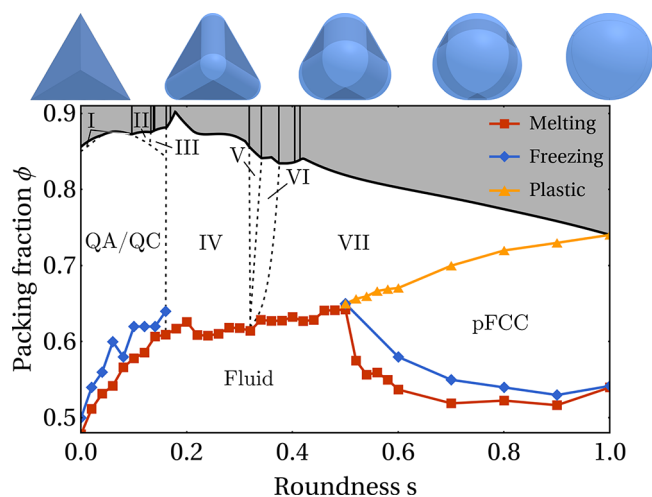 0.9
0.8
0.7
0.6
0.5
Packing fraction ϕ
I
II
III
V
VI
QA/QC
IV
VII
Fluid
pFCC
Melting
Freezing
Plastic
0.0
0.2
0.4
0.6
0.8
1.0
Roundness s